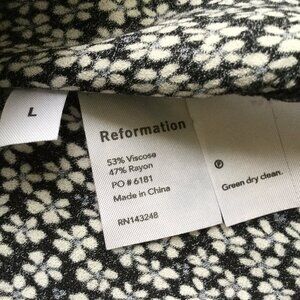 L
Reformation
53% Viscose
47% Rayon
PO # 6181
Made in China
RN143248
Ⓟ
Green dry clean.